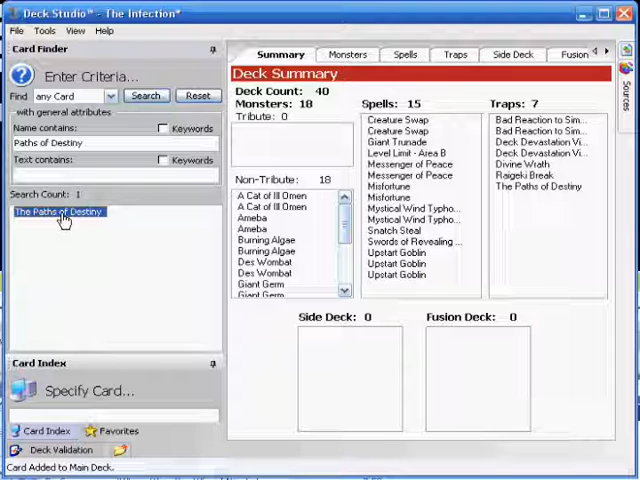 Deck Studio™ - The Infection*
File Tools View Help
Card Finder
Enter Criteria...
Find any Card Search Reset
with general attributes
Name contains: Keywords
Paths of Destiny
Text contains: Keywords
Search Count: 1
The Paths of Destiny
Card Index
Specify Card...
Card Index Favorites
Deck Validation
Card Added to Main Deck.
Summary Monsters Spells Traps Side Deck Fusion
Deck Summary
Deck Count: 40
Monsters: 18
Tribute: 0
Non-Tribute: 18
A Cat of Ill Omen
A Cat of Ill Omen
Ameba
Ameba
Burning Algae
Burning Algae
Des Wombat
Des Wombat
Giant Germ
Giant Germ
Spells: 15
Creature Swap
Creature Swap
Giant Trunade
Level Limit - Area B
Messenger of Peace
Messenger of Peace
Misfortune
Misfortune
Mystical Wind Typho...
Mystical Wind Typho...
Snatch Steal
Swords of Revealing ...
Upstart Goblin
Upstart Goblin
Upstart Goblin
Traps: 7
Bad Reaction to Sim...
Bad Reaction to Sim...
Deck Devastation Vi...
Deck Devastation Vi...
Divine Wrath
Raigeki Break
The Paths of Destiny
Side Deck: 0
Fusion Deck: 0
Sources